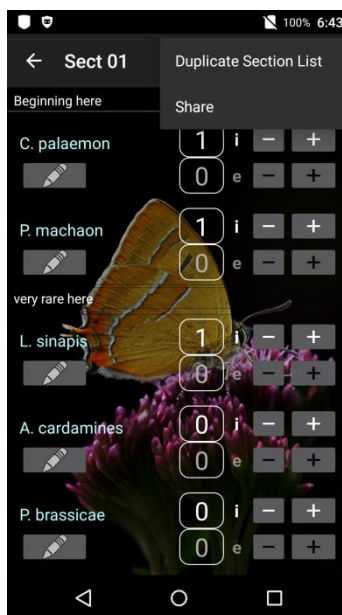 100% 6:43
Sect 01
Duplicate Section List
Share
Beginning here
C. palaemon 1 i − +
0 e − +
P. machaon 1 i − +
0 e − +
very rare here
L. sinapis 1 i − +
0 e − +
A. cardamines 0 i − +
0 e − +
P. brassicae 0 i − +
0 e − +